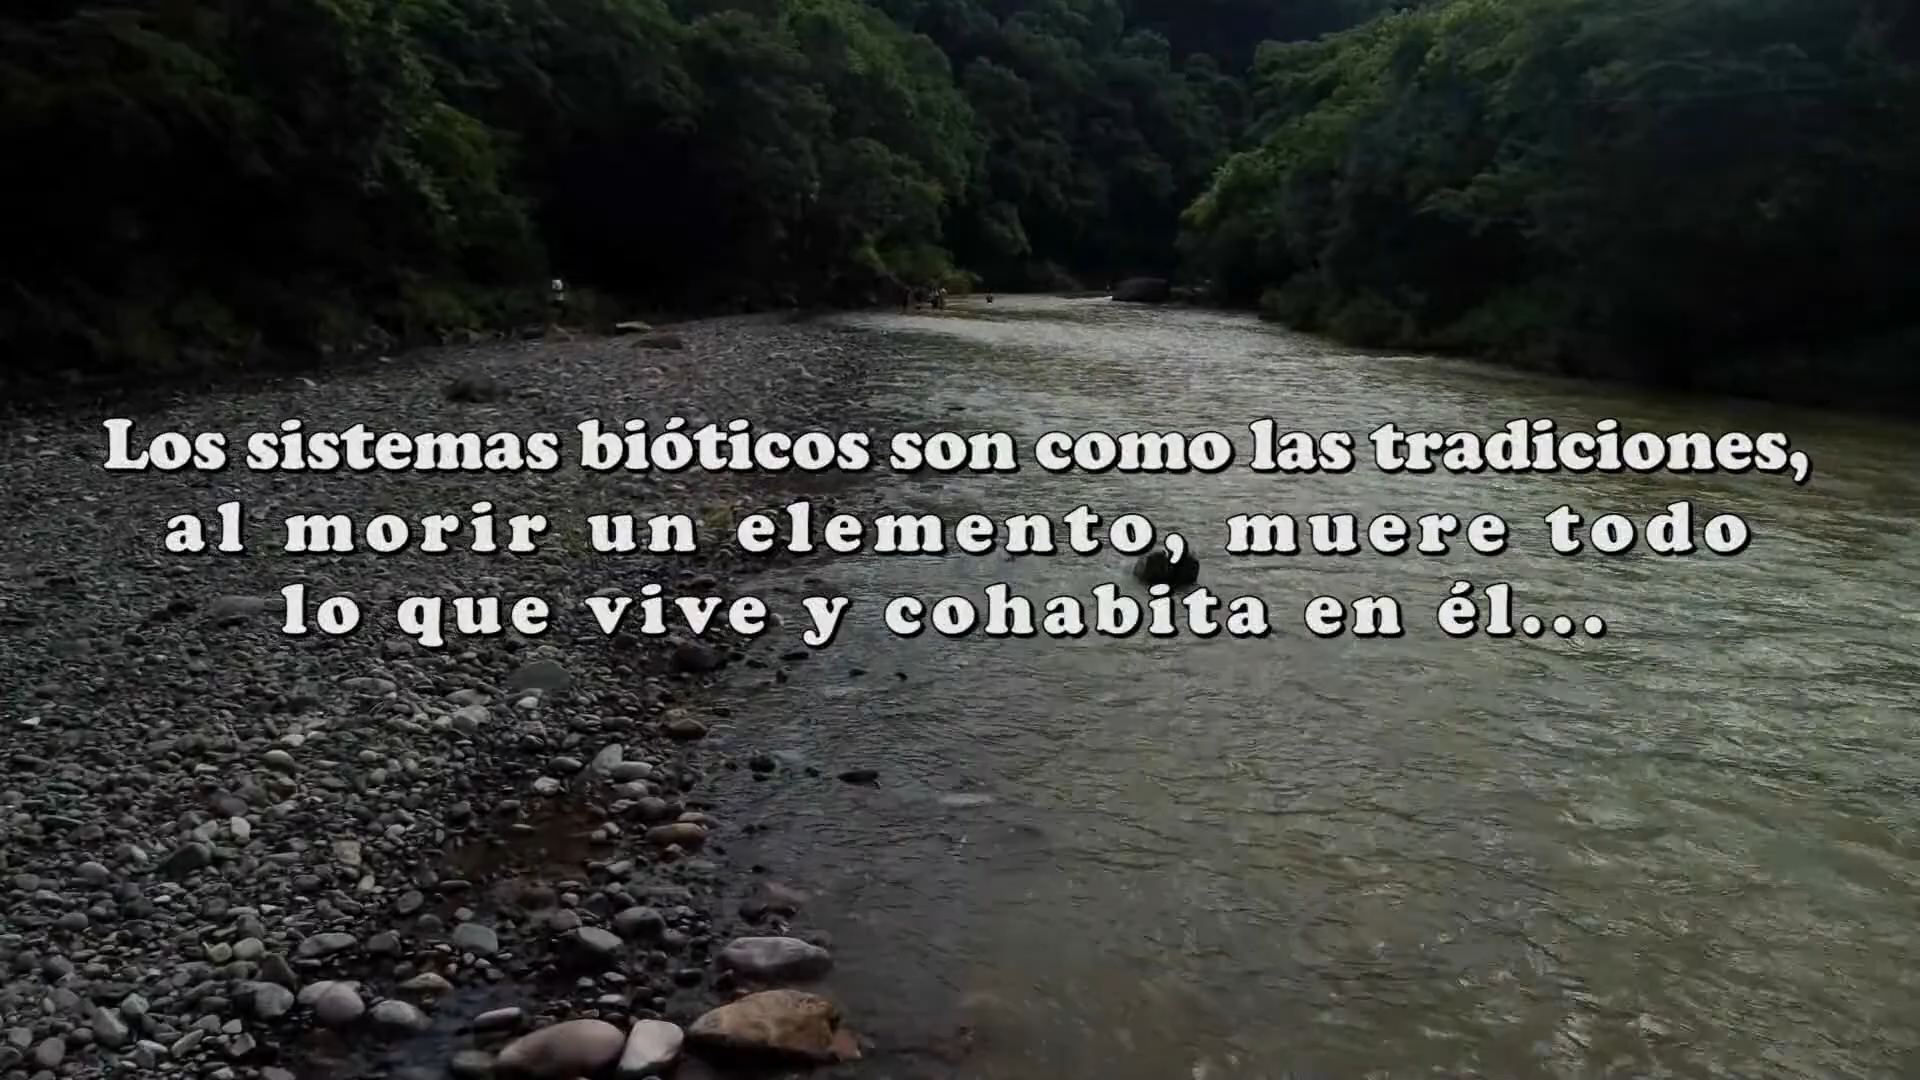 Los sistemas bióticos son como las tradiciones,
al morir un elemento, muere todo
lo que vive y cohabita en él...